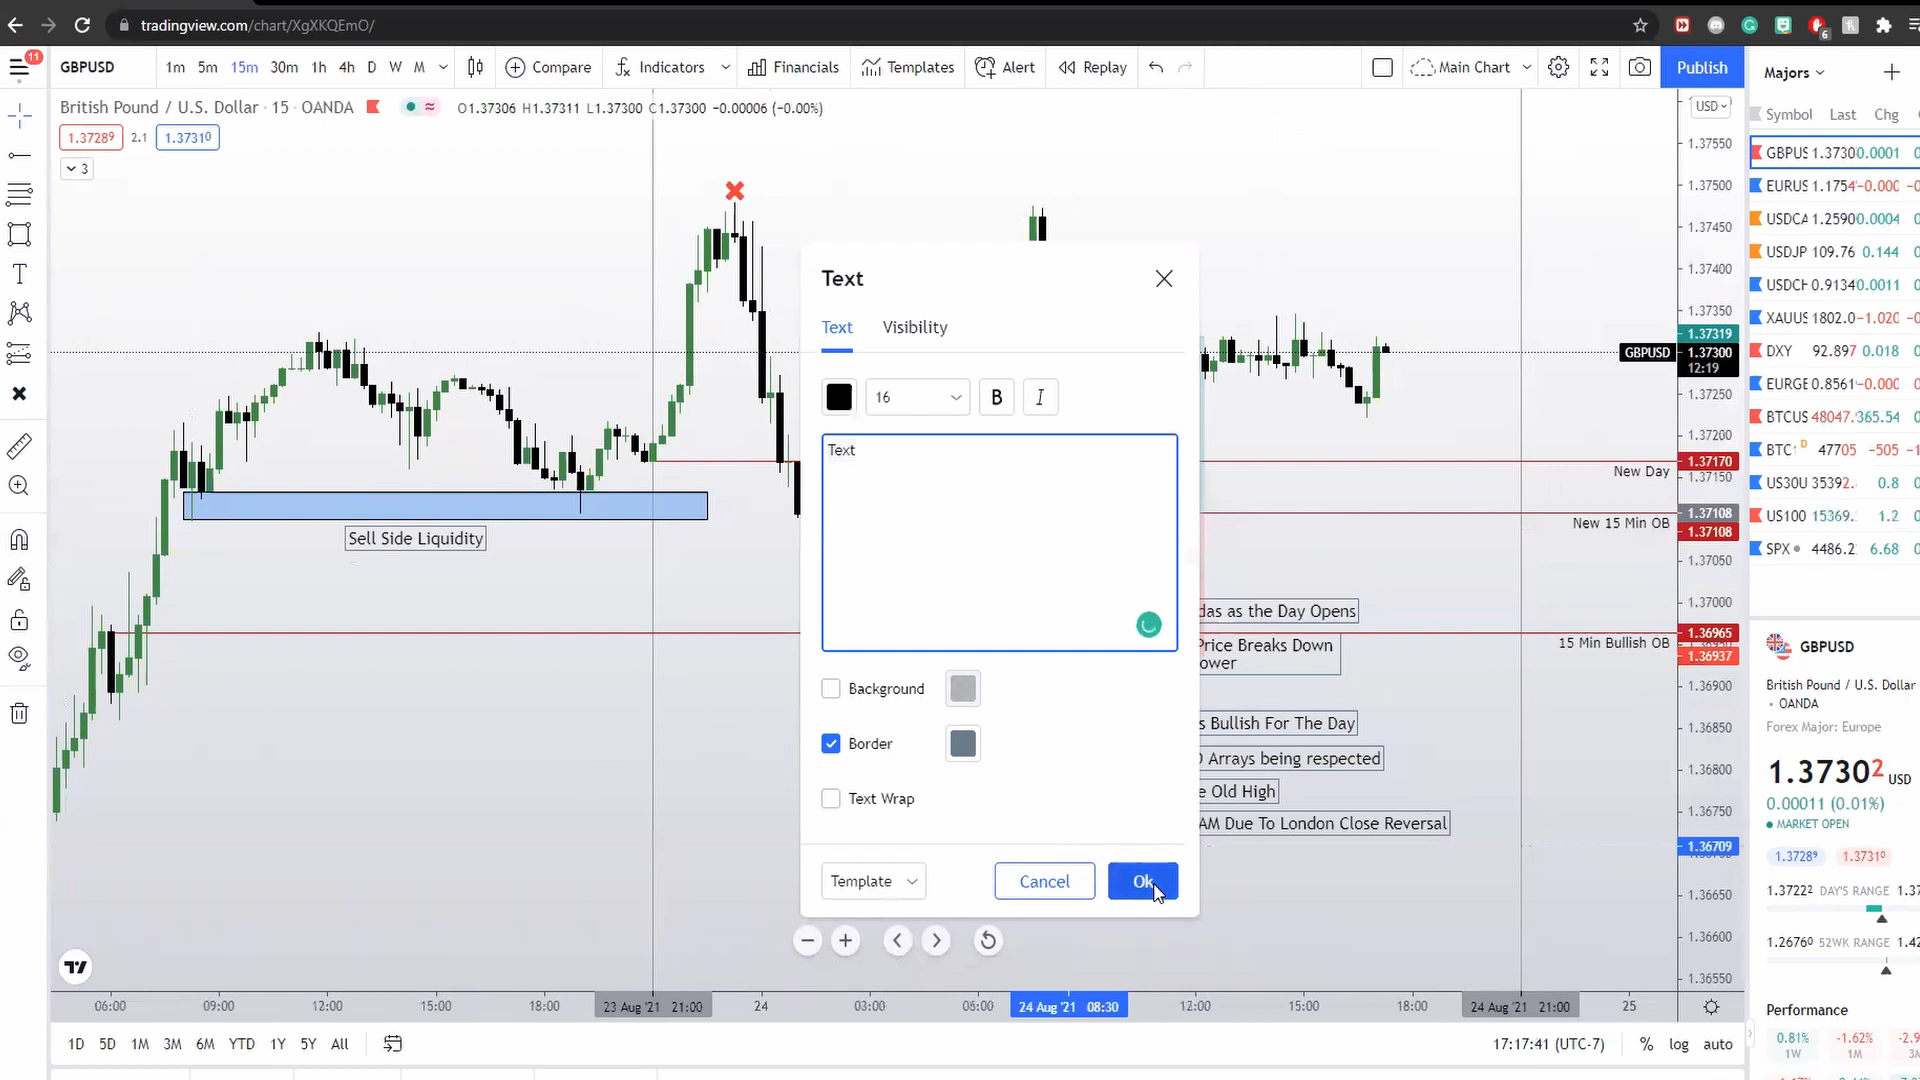 tradingview.com/chart/XgXKQEmO/
6
11
GBPUSD
1m 5m 15m 30m 1h 4h D W M
Compare
Indicators
Financials
Templates
Alert
Replay
Main Chart
Publish
Majors
British Pound / U.S. Dollar · 15 · OANDA
O1.37306 H1.37311 L1.37300 C1.37300 -0.00006 (-0.00%)
USD
Symbol Last Chg
1.37289 2.1 1.37310
3
1.37550
1.37500
1.37450
1.37400
1.37350
1.37319
GBPUSD 1.37300
12:19
1.37250
1.37200
1.37170
New Day
1.37150
1.37108
New 15 Min OB
1.37108
1.37050
1.37000
1.36965
15 Min Bullish OB
1.36937
1.36900
1.36850
1.36800
1.36750
1.36709
1.36650
1.36600
1.36550
Sell Side Liquidity
das as the Day Opens
Price Breaks Down
ower
s Bullish For The Day
Arrays being respected
e Old High
AM Due To London Close Reversal
Text
Text Visibility
16 B I
Text
Background
Border
Text Wrap
Template Cancel Ok
GBPUS 1.3730 0.0001
EURUS 1.1754 -0.000
USDCA 1.2590 0.0004
USDJP 109.76 0.144
USDCH 0.9134 0.0011
XAUUS 1802.0 -1.020
DXY 92.897 0.018
EURGE 0.8561 -0.000
BTCUS 48047. 365.54
BTC1 D 47705 -505
US30U 35392. 0.8
US100 15369. 1.2
SPX 4486.2 6.68
GBPUSD
British Pound / U.S. Dollar
OANDA
Forex Major: Europe
1.37302 USD
0.00011 (0.01%)
MARKET OPEN
1.37289 1.37310
1.37222 DAY'S RANGE 1.37
1.26760 52WK RANGE 1.42
Performance
0.81% -1.62% -2.9
1W 1M 3M
06:00 09:00 12:00 15:00 18:00 23 Aug '21 21:00 24 03:00 06:00 24 Aug '21 08:30 12:00 15:00 18:00 24 Aug '21 21:00 25
1D 5D 1M 3M 6M YTD 1Y 5Y All
17:17:41 (UTC-7) % log auto